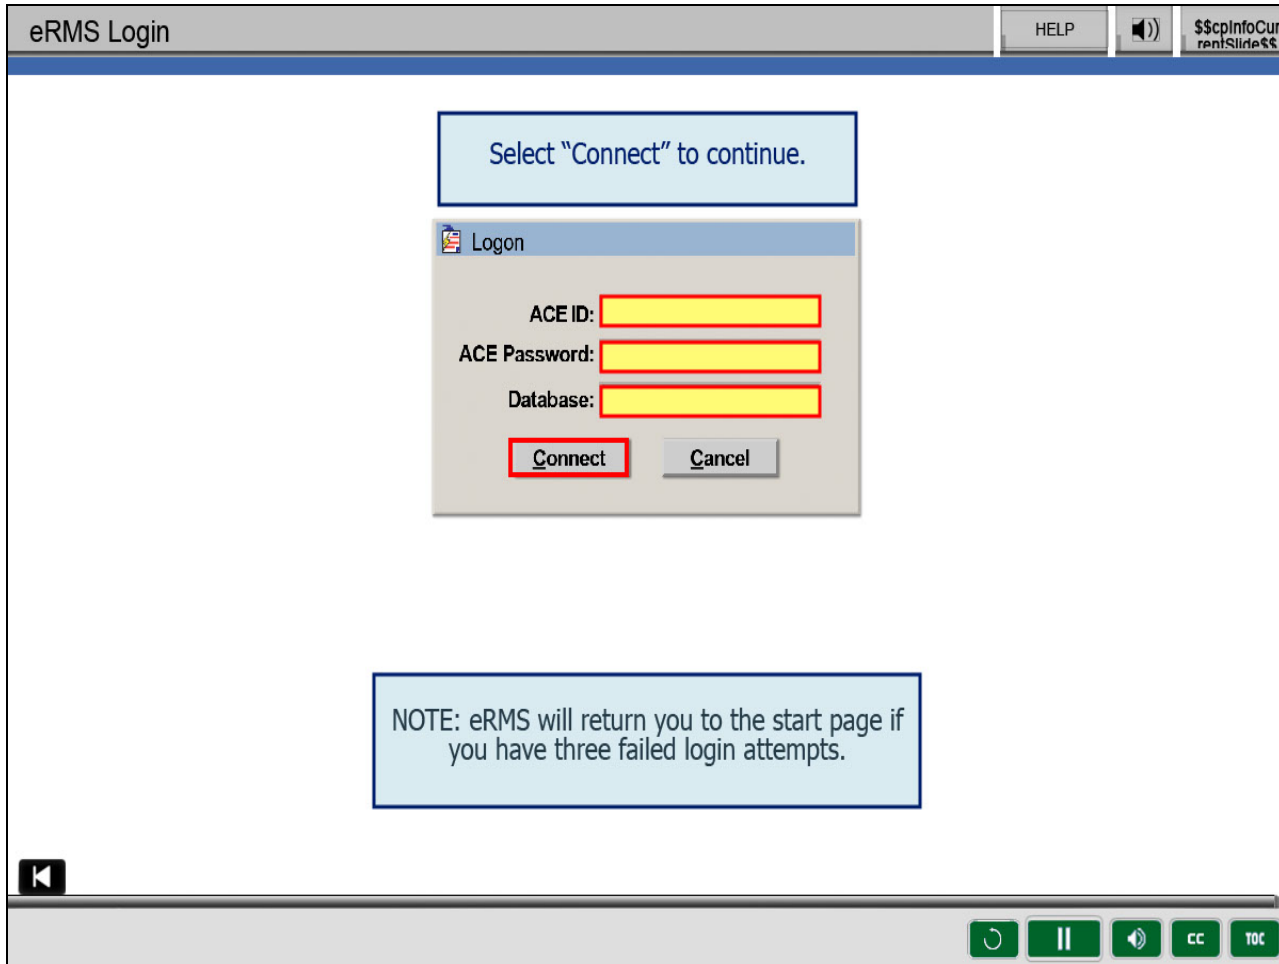 eRMS Login
HELP
$$cpInfoCur
rentSlide$$
Select “Connect” to continue.
Logon
ACE ID:
ACE Password:
Database:
Connect
Cancel
NOTE: eRMS will return you to the start page if
you have three failed login attempts.
CC
TOC